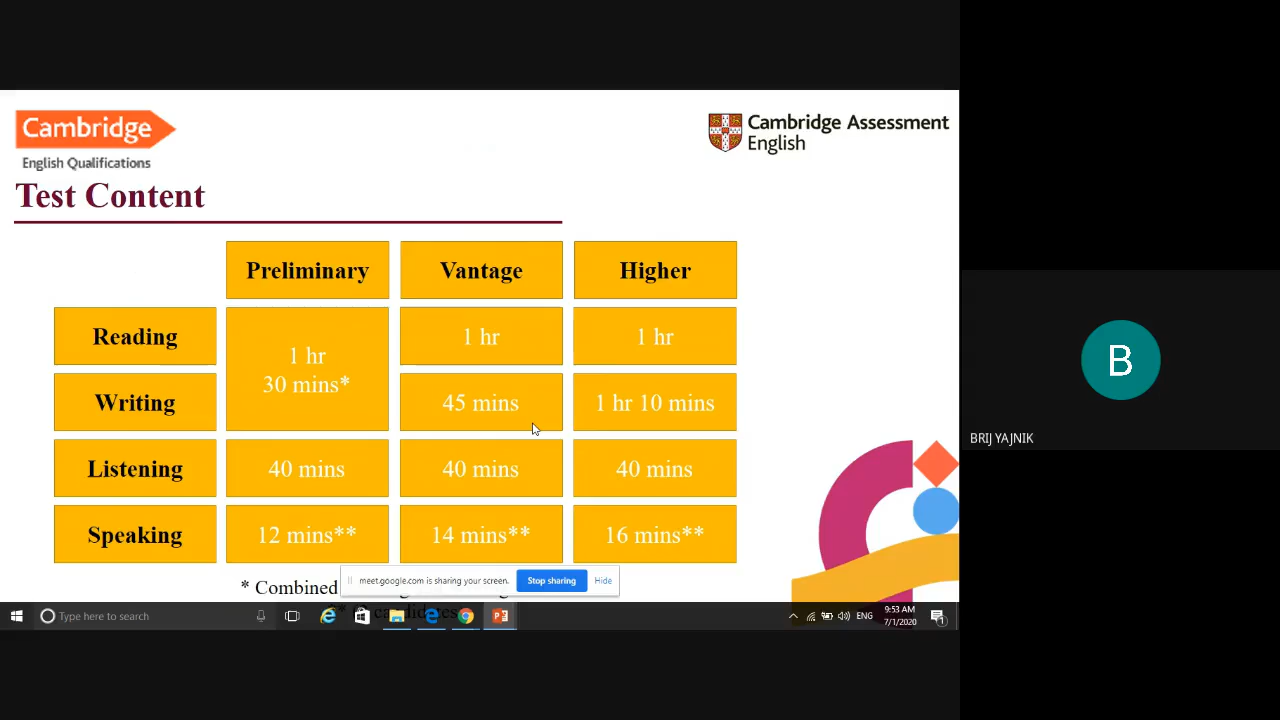 Cambridge
English Qualifications
Cambridge Assessment
English
Test Content
Preliminary Vantage Higher
Reading 1 hr 30 mins* 1 hr 1 hr
Writing 45 mins 1 hr 10 mins
Listening 40 mins 40 mins 40 mins
Speaking 12 mins** 14 mins** 16 mins**
* Combined
meet.google.com is sharing your screen. Stop sharing Hide
Type here to search
ENG
9:53 AM
7/1/2020
1
B
BRIJ YAJNIK